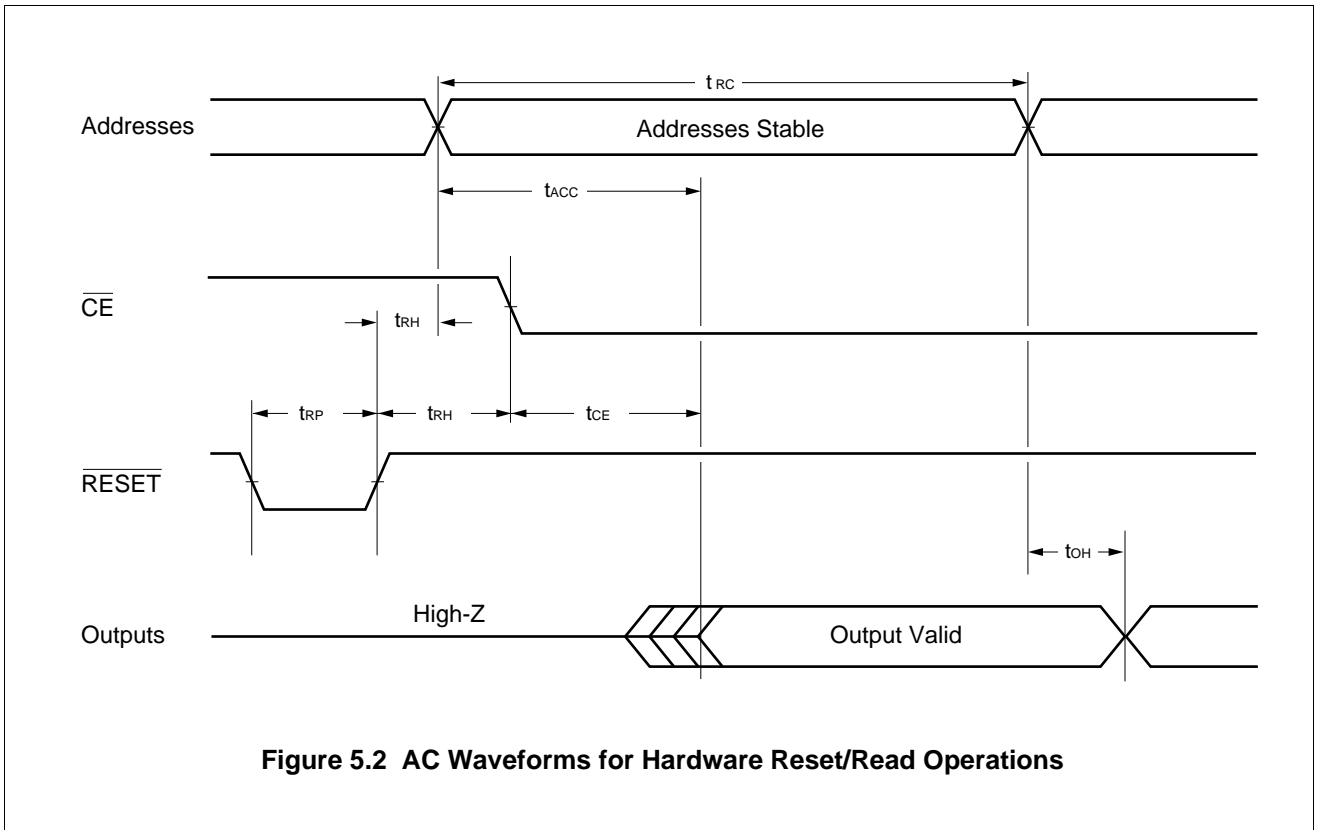 t RC
Addresses
Addresses Stable
tACC
CE
tRH
tRP
tRH
tCE
RESET
tOH
High-Z
Outputs
Output Valid
Figure 5.2 AC Waveforms for Hardware Reset/Read Operations